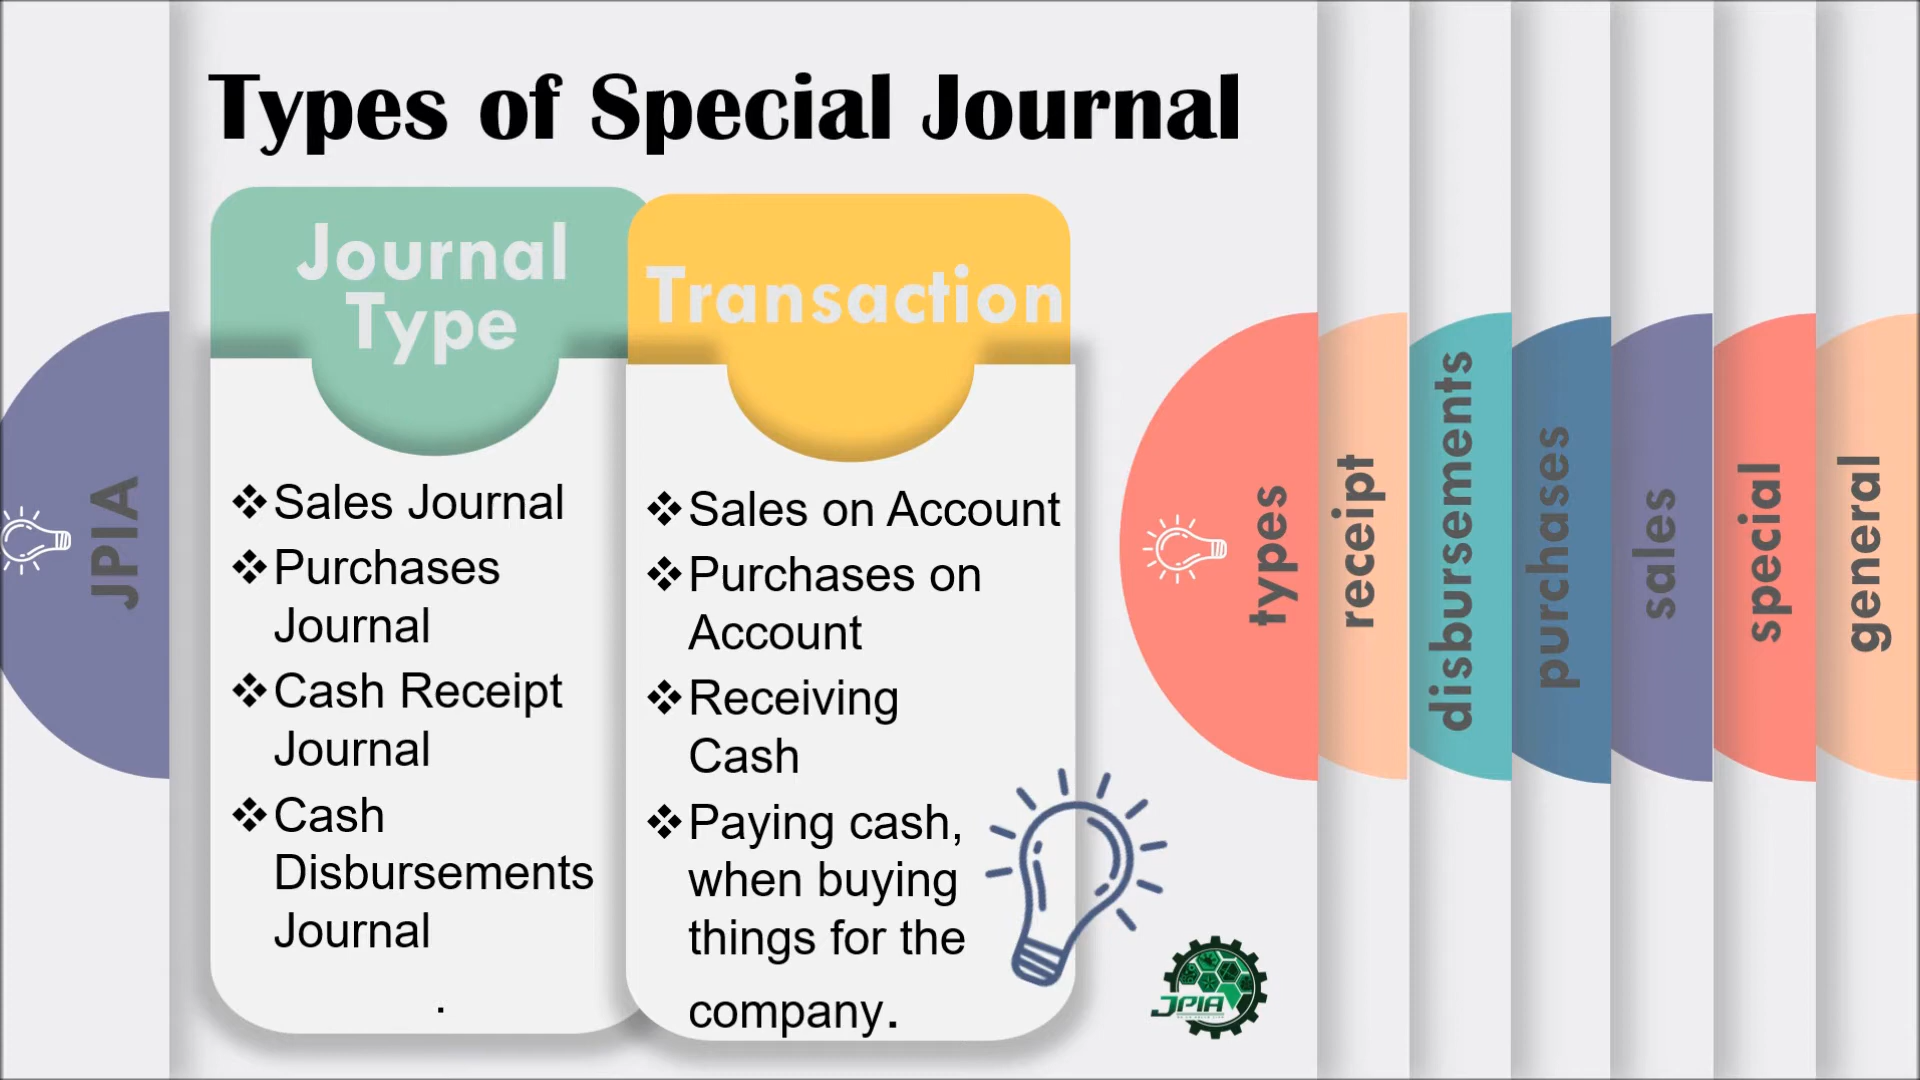 Types of Special Journal
Journal
Type
❖Sales Journal
❖Purchases
Journal
❖Cash Receipt
Journal
❖Cash
Disbursements
Journal
.
Transaction
❖Sales on Account
❖Purchases on
Account
❖Receiving
Cash
❖Paying cash,
when buying
things for the
company.
JPIA
types
receipt
disbursements
purchases
sales
special
general
JPIA